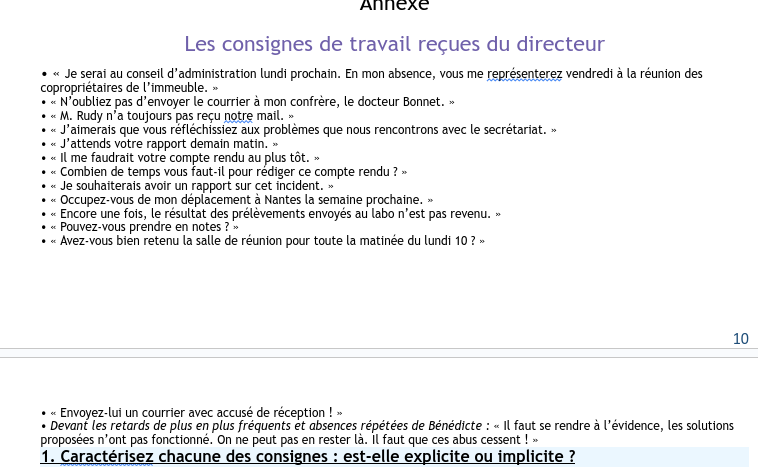 Annexe
Les consignes de travail reçues du directeur
• « Je serai au conseil d’administration lundi prochain. En mon absence, vous me représenterez vendredi à la réunion des
copropriétaires de l’immeuble. »
• « N’oubliez pas d’envoyer le courrier à mon confrère, le docteur Bonnet. »
• « M. Rudy n’a toujours pas reçu notre mail. »
• « J’aimerais que vous réfléchissiez aux problèmes que nous rencontrons avec le secrétariat. »
• « J’attends votre rapport demain matin. »
• « Il me faudrait votre compte rendu au plus tôt. »
• « Combien de temps vous faut-il pour rédiger ce compte rendu ? »
• « Je souhaiterais avoir un rapport sur cet incident. »
• « Occupez-vous de mon déplacement à Nantes la semaine prochaine. »
• « Encore une fois, le résultat des prélèvements envoyés au labo n’est pas revenu. »
• « Pouvez-vous prendre en notes ? »
• « Avez-vous bien retenu la salle de réunion pour toute la matinée du lundi 10 ? »
10
• « Envoyez-lui un courrier avec accusé de réception ! »
• Devant les retards de plus en plus fréquents et absences répétées de Bénédicte : « Il faut se rendre à l’évidence, les solutions
proposées n’ont pas fonctionné. On ne peut pas en rester là. Il faut que ces abus cessent ! »
1. Caractérisez chacune des consignes : est-elle explicite ou implicite ?